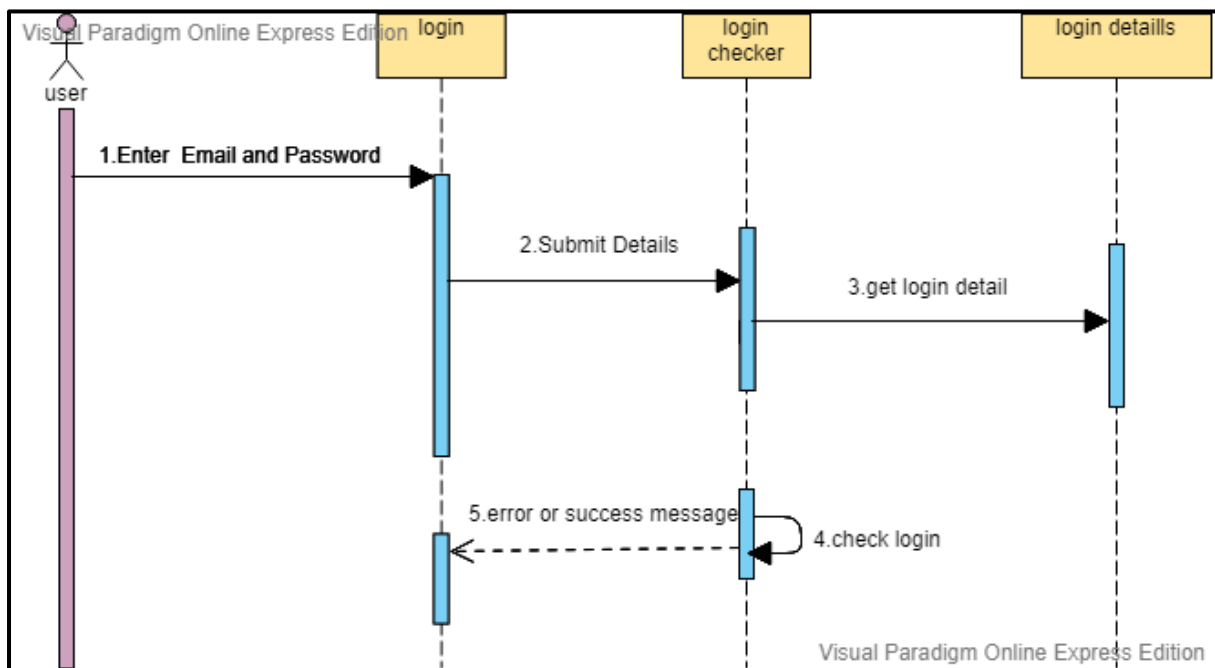 Visual Paradigm Online Express Edition
login
login
checker
login detaills
user
1.Enter Email and Password
2.Submit Details
3.get login detail
5.error or success message
4.check login
Visual Paradigm Online Express Edition